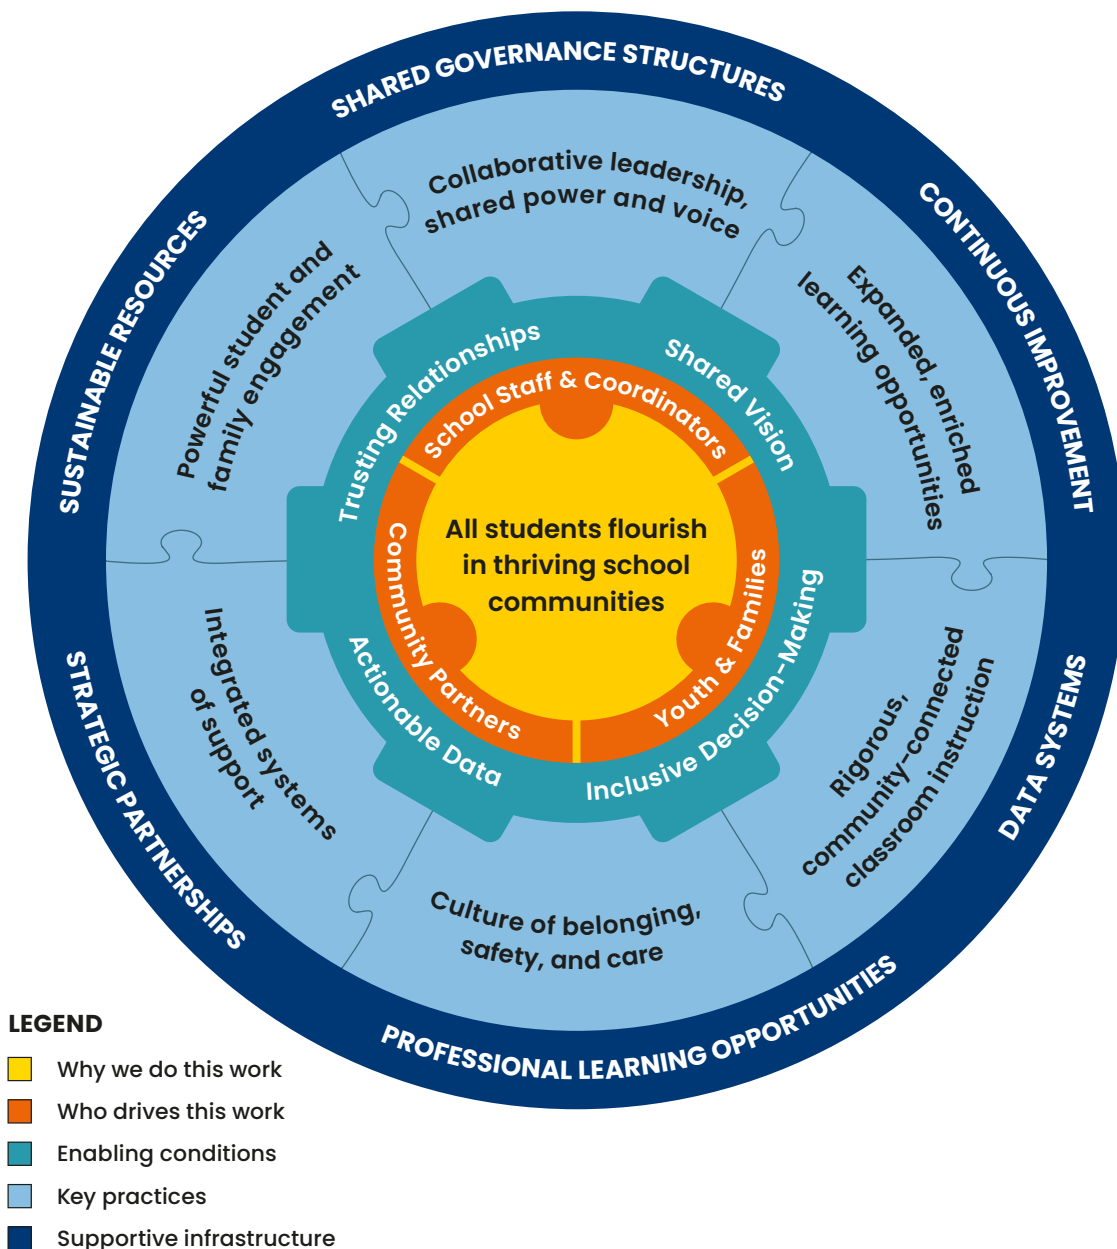 SHARED GOVERNANCE STRUCTURES
CONTINUOUS IMPROVEMENT
DATA SYSTEMS
PROFESSIONAL LEARNING OPPORTUNITIES
STRATEGIC PARTNERSHIPS
SUSTAINABLE RESOURCES
Collaborative leadership,
shared power and voice
Expanded, enriched
learning opportunities
Rigorous,
community-connected
classroom instruction
Culture of belonging,
safety, and care
Integrated systems
of support
Powerful student and
family engagement
Trusting Relationships
Shared Vision
Inclusive Decision-Making
Actionable Data
School Staff & Coordinators
Youth & Families
Community Partners
All students flourish
in thriving school
communities
LEGEND
Why we do this work
Who drives this work
Enabling conditions
Key practices
Supportive infrastructure